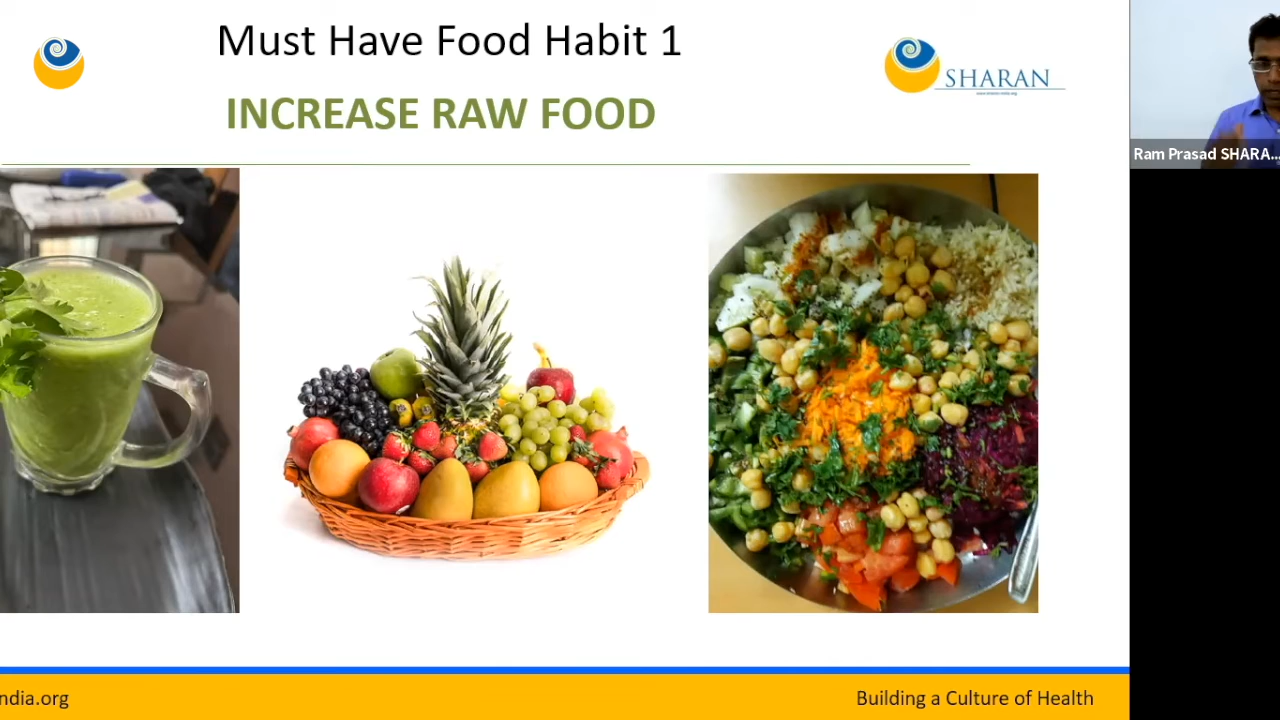 Must Have Food Habit 1
INCREASE RAW FOOD
SHARAN
Ram Prasad SHARA...
ndia.org
Building a Culture of Health